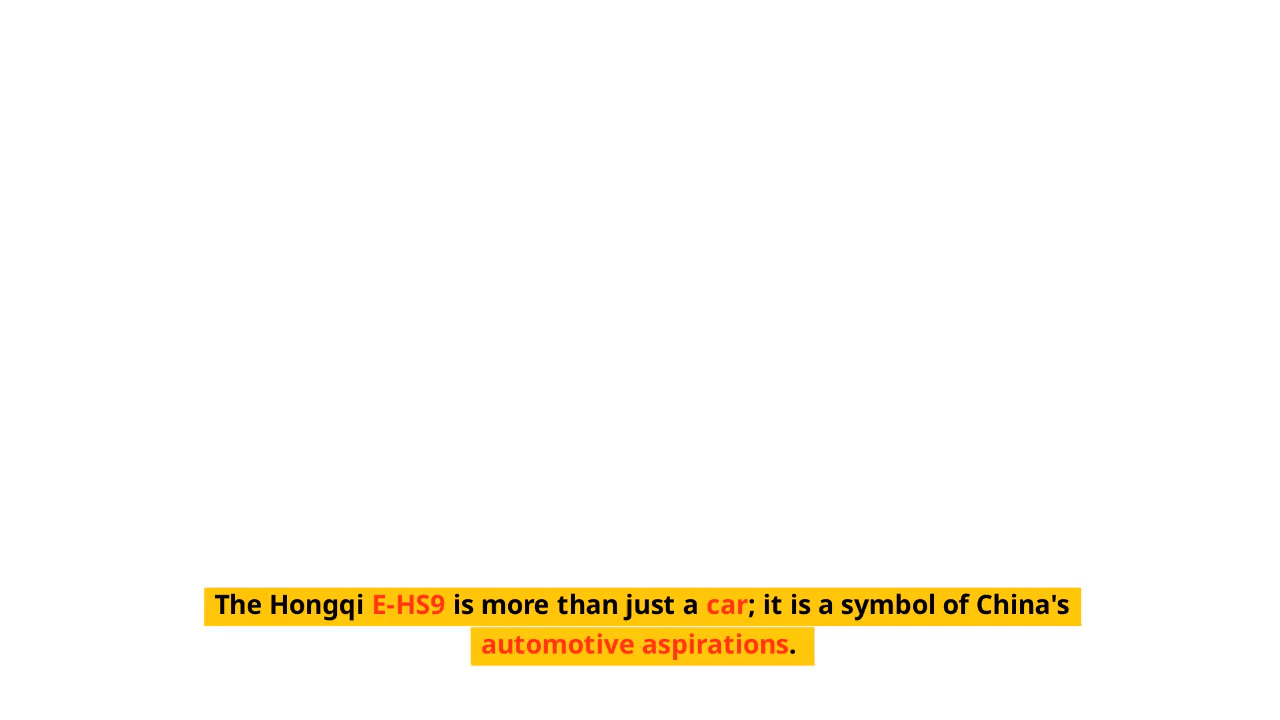 The Hongqi E-HS9 is more than just a car; it is a symbol of China's
automotive aspirations.